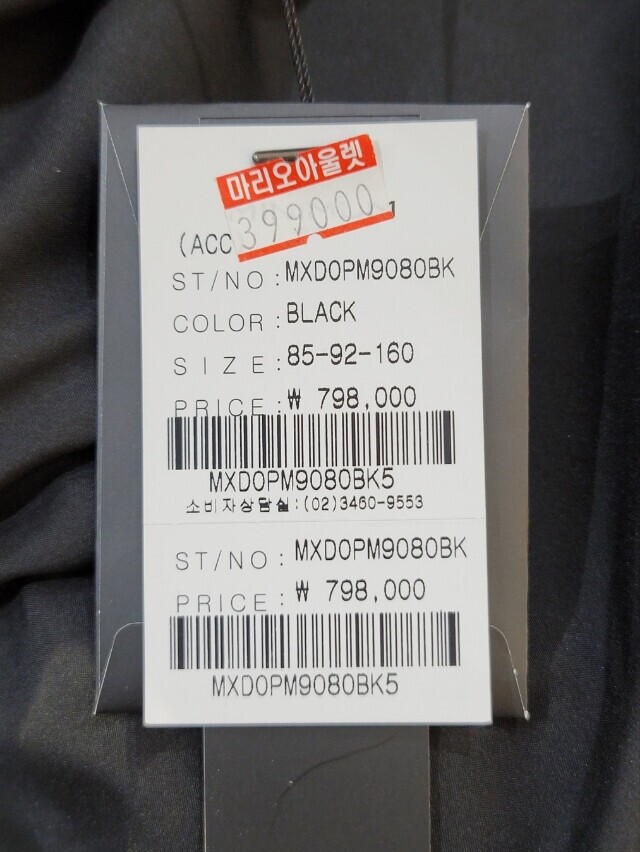 마리오아울렛
399000
(ACC
ST/NO : MXDOPM9080BK
COLOR : BLACK
SIZE : 85-92-160
PRICE : ₩ 798,000
MXDOPM9080BK5
소비자상담실:(02)3460-9553
ST/NO : MXDOPM9080BK
PRICE : ₩ 798,000
MXDOPM9080BK5